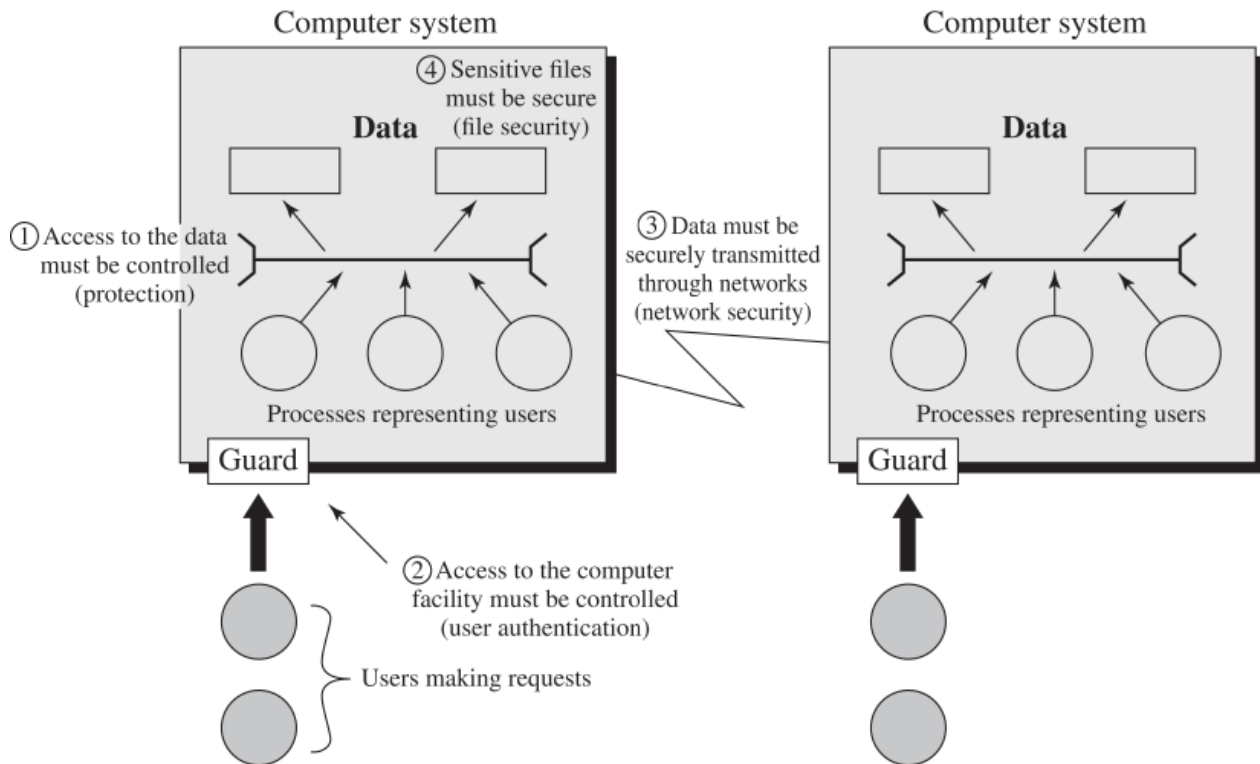 Computer system
④ Sensitive files
must be secure
(file security)
Data
① Access to the data
must be controlled
(protection)
Processes representing users
Guard
② Access to the computer
facility must be controlled
(user authentication)
Users making requests
③ Data must be
securely transmitted
through networks
(network security)
Computer system
Data
Processes representing users
Guard